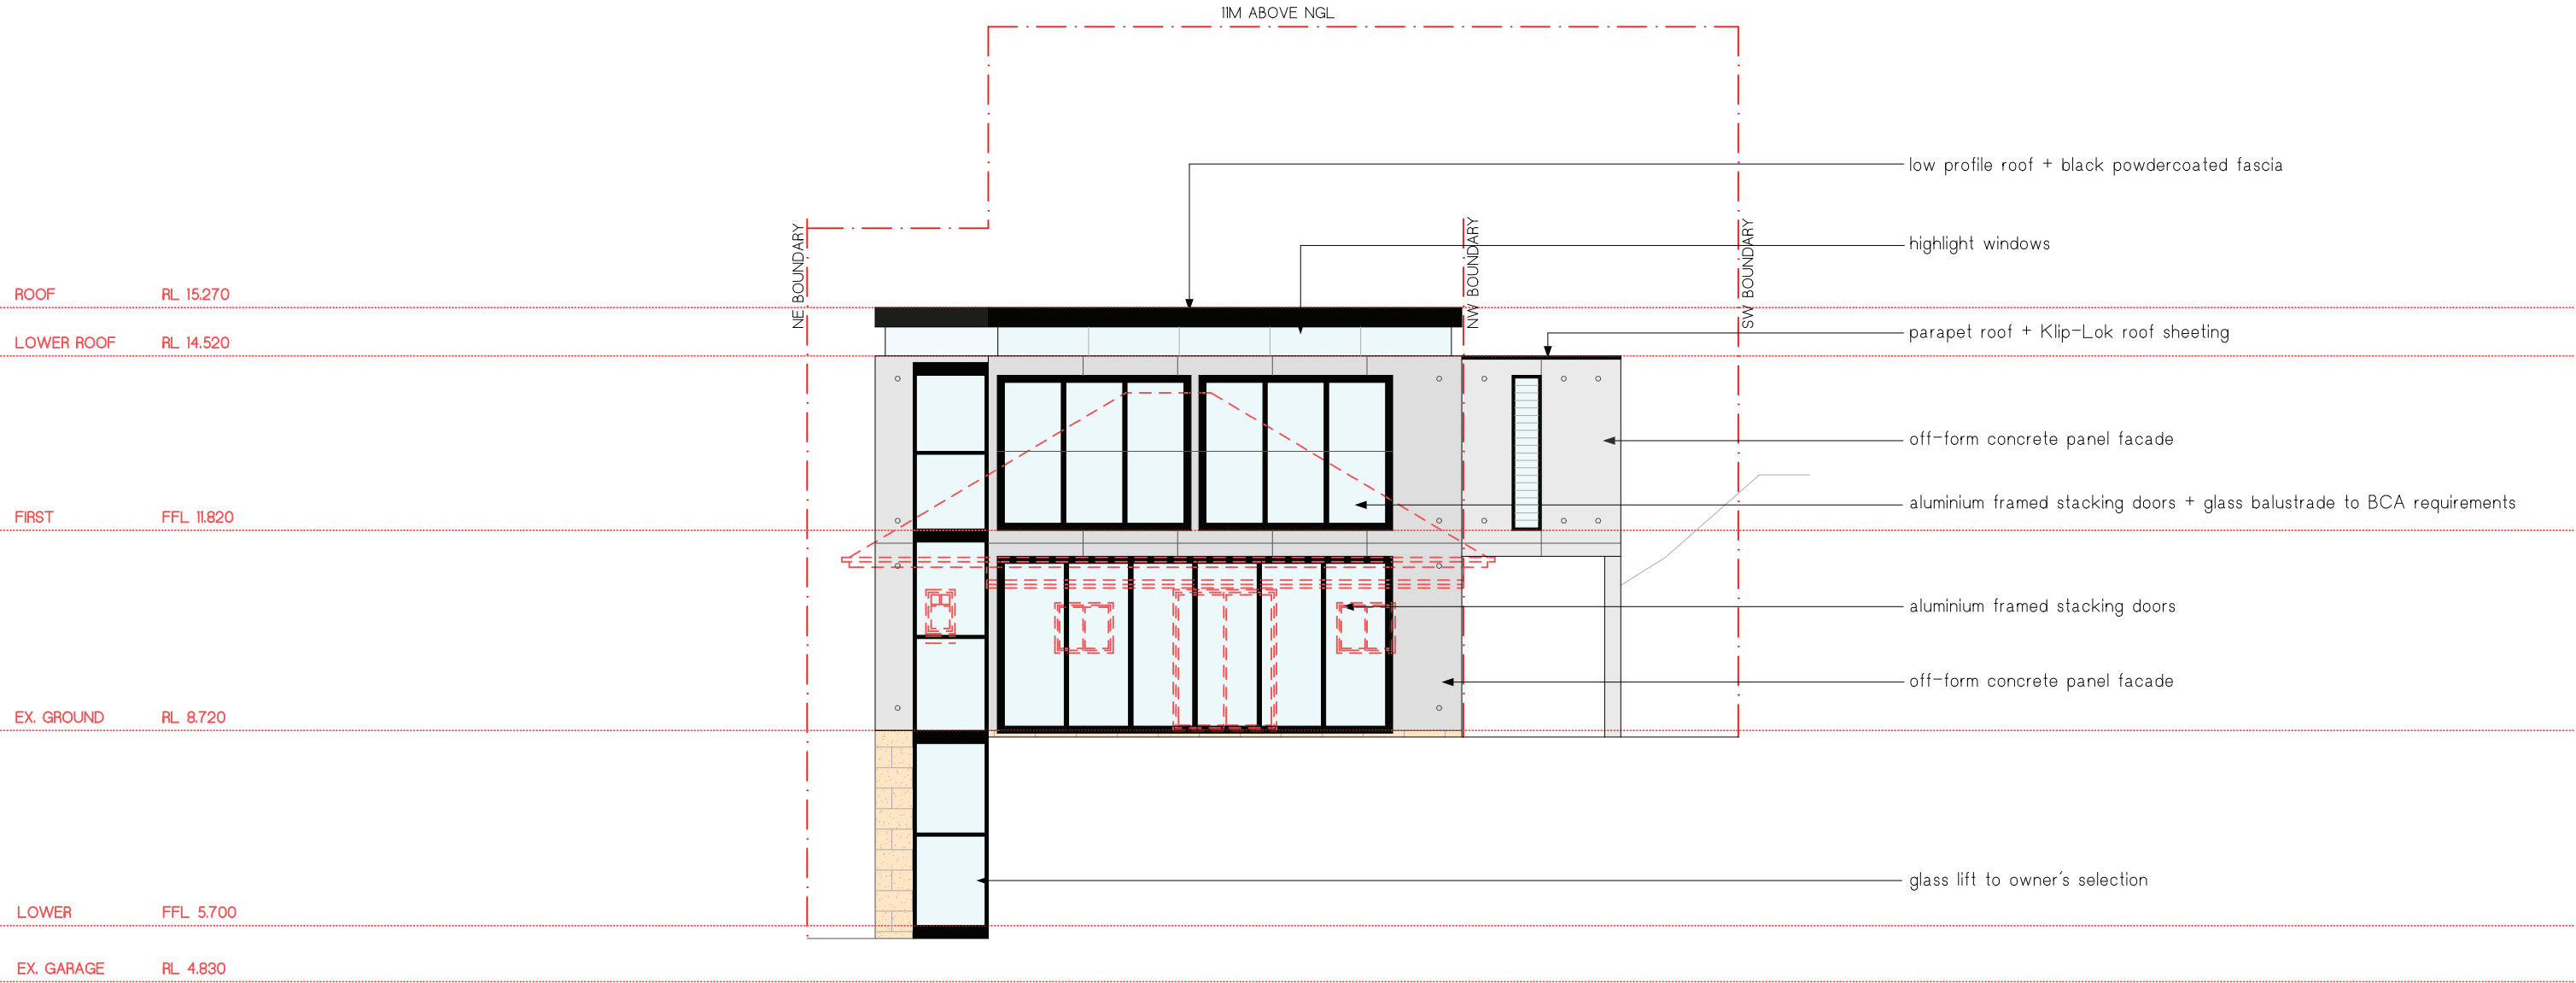 11M ABOVE NGL
low profile roof + black powdercoated fascia
NE BOUNDARY
NW BOUNDARY
SW BOUNDARY
highlight windows
ROOF RL 15.270
parapet roof + Klip-Lok roof sheeting
LOWER ROOF RL 14.520
off-form concrete panel facade
aluminium framed stacking doors + glass balustrade to BCA requirements
FIRST FFL 11.820
aluminium framed stacking doors
off-form concrete panel facade
EX. GROUND RL 8.720
glass lift to owner's selection
LOWER FFL 5.700
EX. GARAGE RL 4.830